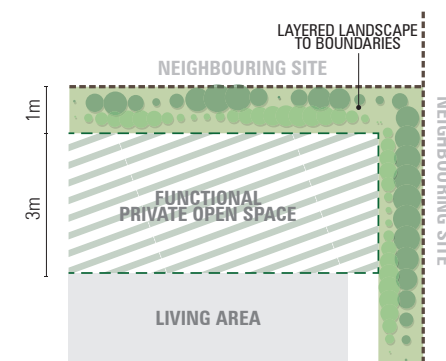 LAYERED LANDSCAPE
TO BOUNDARIES
NEIGHBOURING SITE
1m
NEIGHBOURING SITE
3m
FUNCTIONAL
PRIVATE OPEN SPACE
LIVING AREA